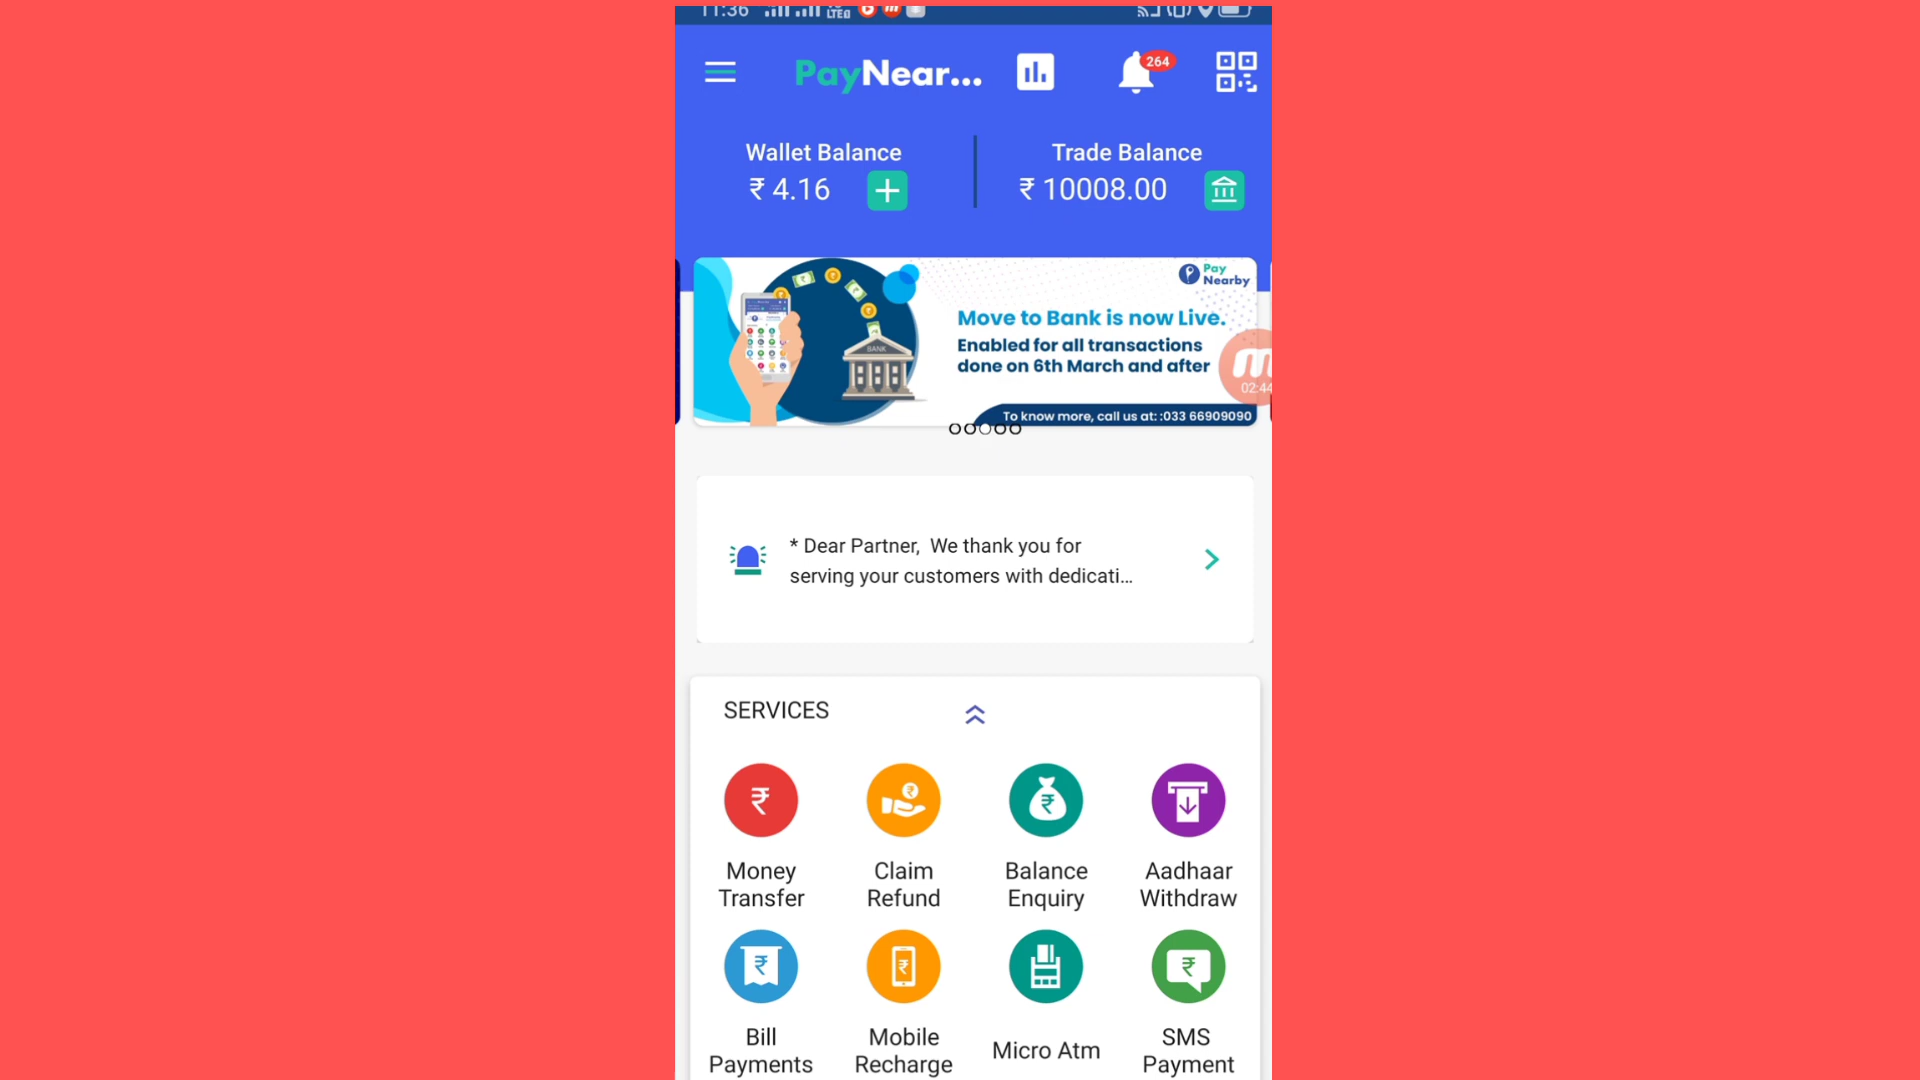 11:36
LTE
PayNear...
264
Wallet Balance
Trade Balance
₹ 4.16
₹ 10008.00
Pay
Nearby
Move to Bank is now Live.
Enabled for all transactions
done on 6th March and after
BANK
02:44
To know more, call us at: :033 66909090
* Dear Partner,  We thank you for
serving your customers with dedicati...
SERVICES
Money
Transfer
Claim
Refund
Balance
Enquiry
Aadhaar
Withdraw
Bill
Payments
Mobile
Recharge
Micro Atm
SMS
Payment